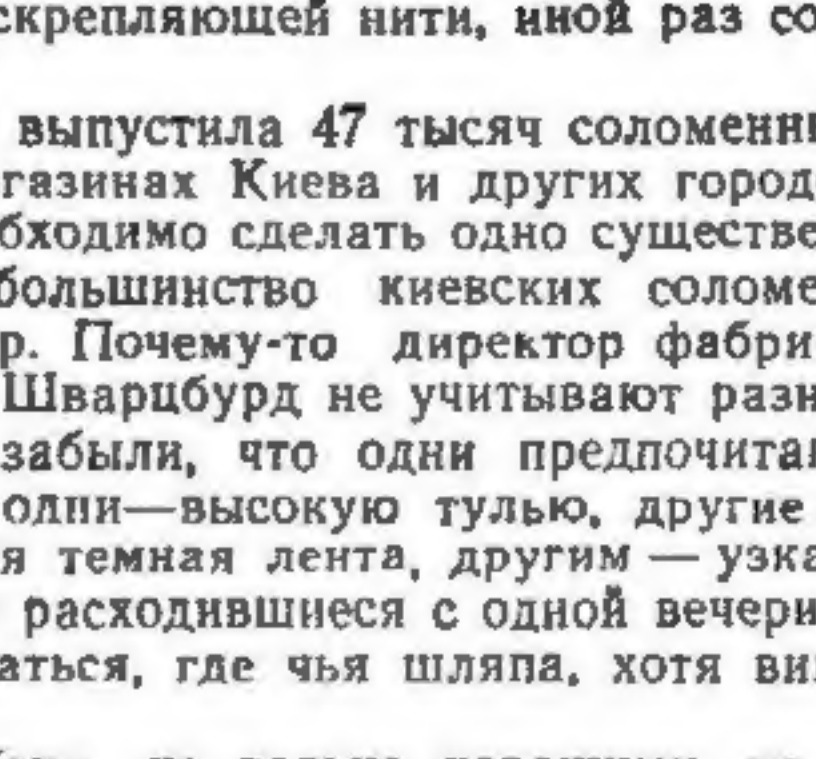 скрепляющей нити, иной раз со
выпустила 47 тысяч соломенн
газинах Киева и других город
бходимо сделать одно существе
большинство киевских соломе
р. Почему-то директор фабри
Шварцбурд не учитывают разн
забыли, что одни предпочита
одни—высокую тулью, другие
я темная лента, другим — узка
расходившиеся с одной вечери
аться, где чья шляпа, хотя ви